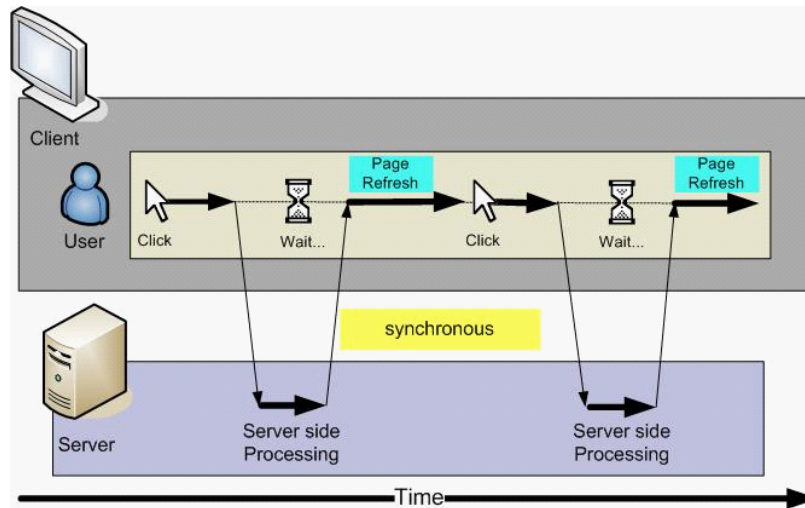 Client
Page
Refresh
Page
Refresh
User
Click
Wait...
Click
Wait...
synchronous
Server
Server side
Processing
Server side
Processing
Time